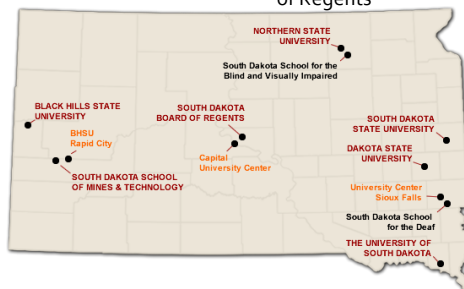 of Regents
NORTHERN STATE
UNIVERSITY
South Dakota School for the
Blind and Visually Impaired
BLACK HILLS STATE
UNIVERSITY
BHSU
Rapid City
SOUTH DAKOTA SCHOOL
OF MINES & TECHNOLOGY
SOUTH DAKOTA
BOARD OF REGENTS
Capital
University Center
SOUTH DAKOTA
STATE UNIVERSITY
DAKOTA STATE
UNIVERSITY
University Center
Sioux Falls
South Dakota School
for the Deaf
THE UNIVERSITY OF
SOUTH DAKOTA